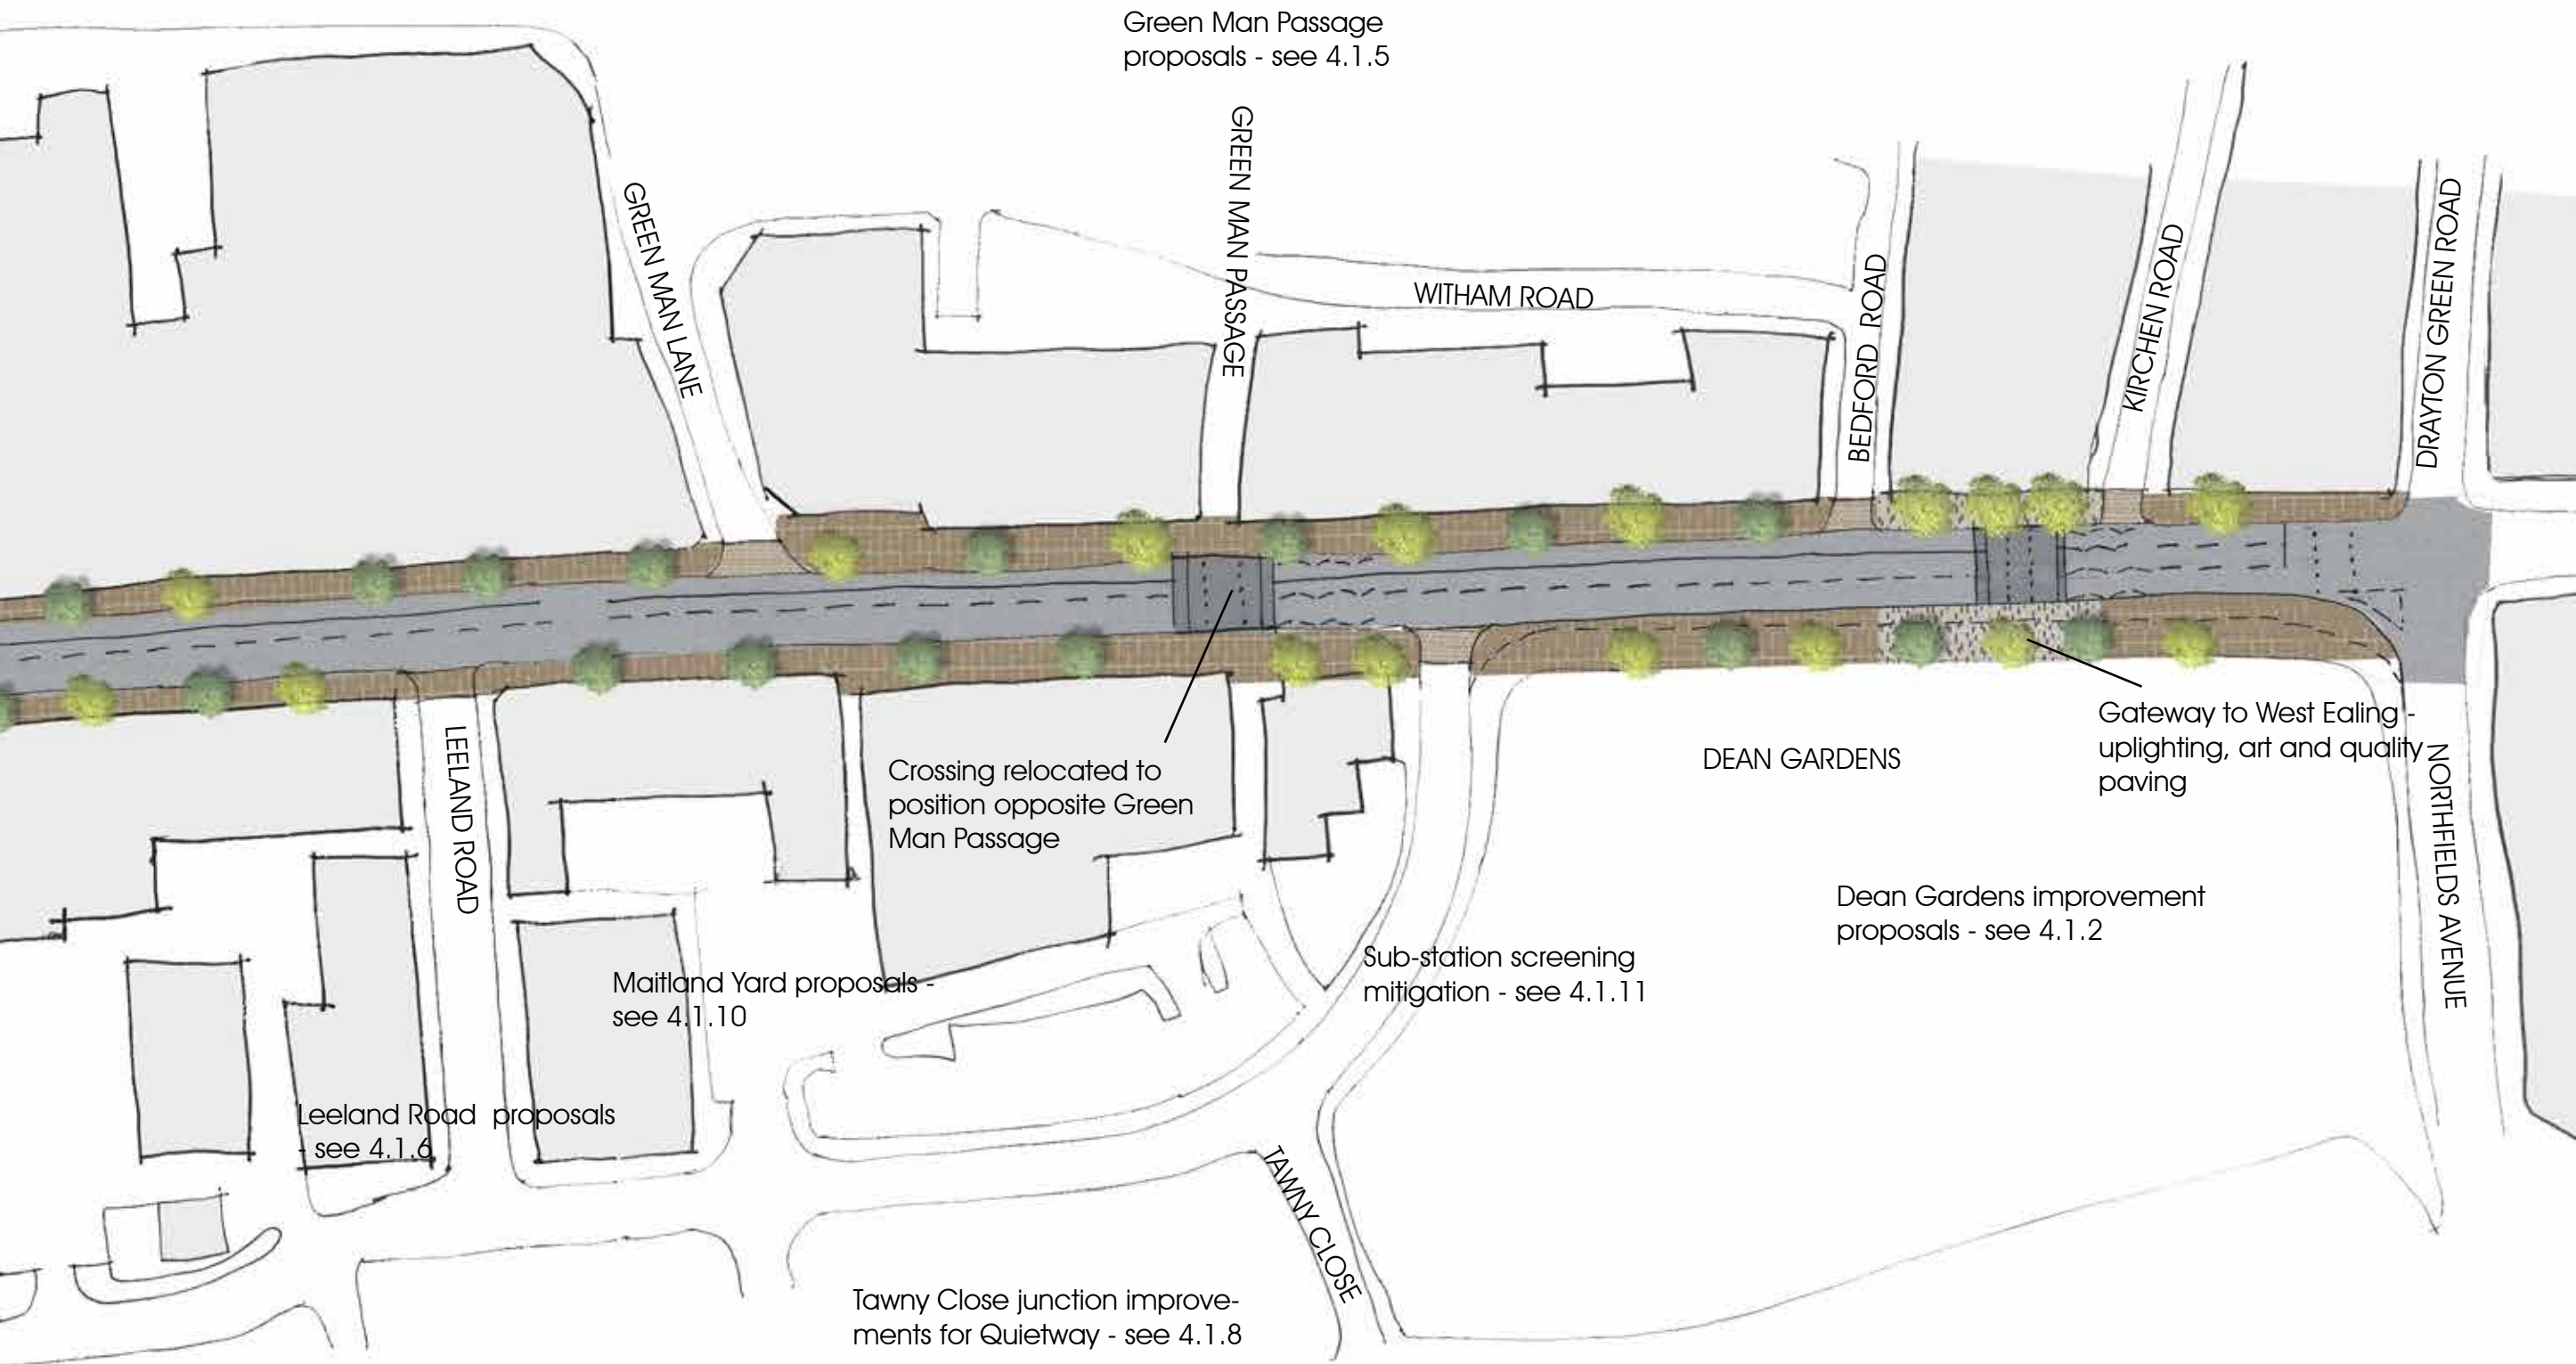 Green Man Passage
proposals - see 4.1.5
GREEN MAN LANE
GREEN MAN PASSAGE
WITHAM ROAD
BEDFORD ROAD
KIRCHEN ROAD
DRAYTON GREEN ROAD
LEELAND ROAD
Crossing relocated to
position opposite Green
Man Passage
DEAN GARDENS
Gateway to West Ealing -
uplighting, art and quality
paving
NORTHFIELDS AVENUE
Dean Gardens improvement
proposals - see 4.1.2
Sub-station screening
mitigation - see 4.1.11
Maitland Yard proposals -
see 4.1.10
Leeland Road  proposals
- see 4.1.6
TAWNY CLOSE
Tawny Close junction improve-
ments for Quietway - see 4.1.8